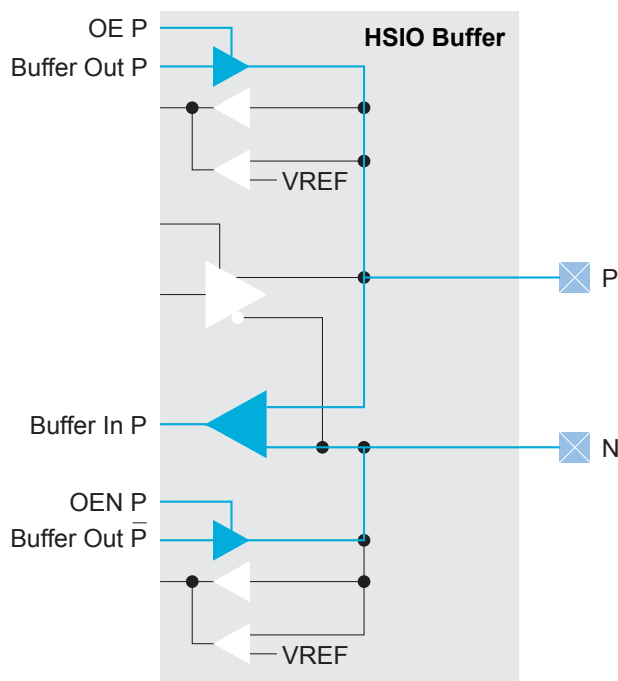 OE P
HSIO Buffer
Buffer Out P
VREF
P
Buffer In P
N
OEN P
Buffer Out P̅
VREF